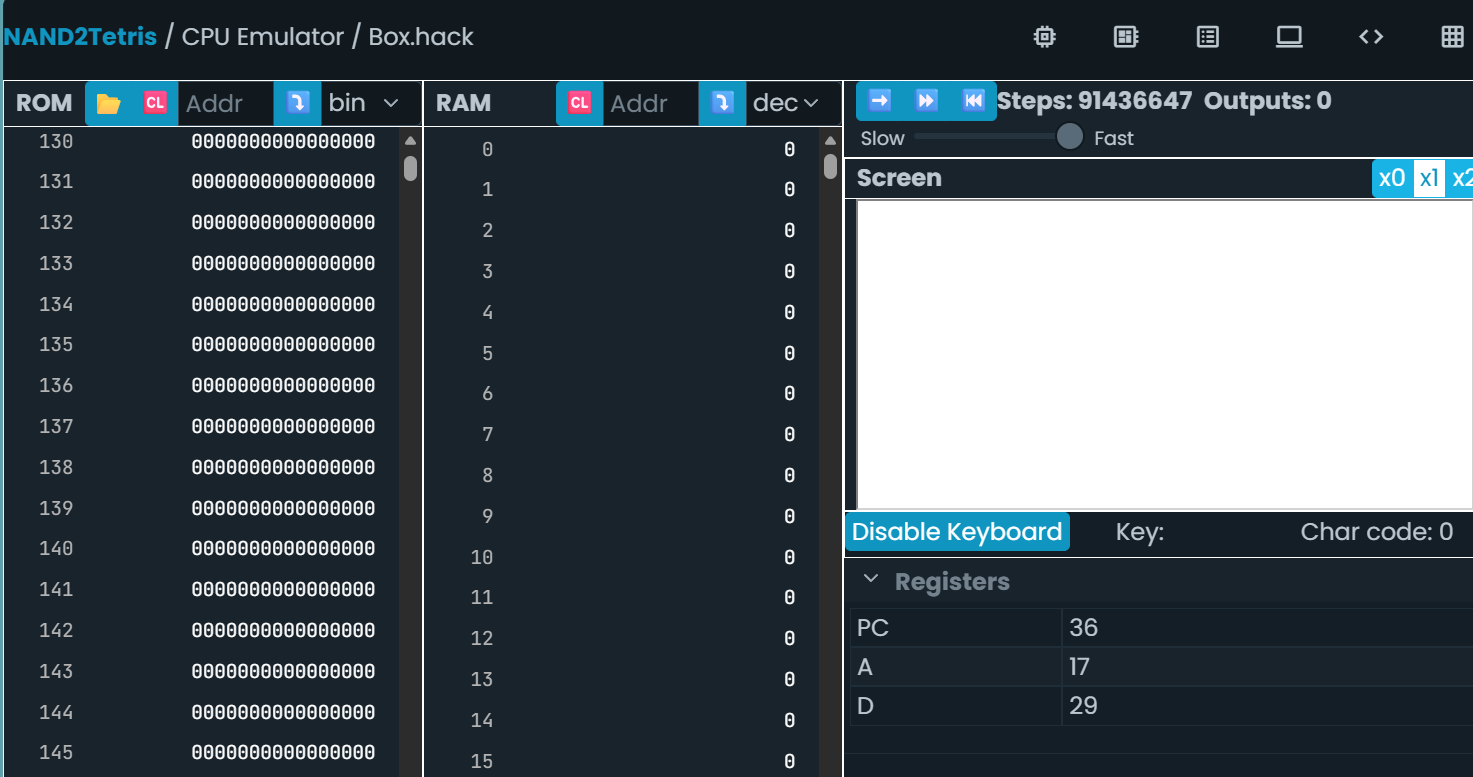 NAND2Tetris / CPU Emulator / Box.hack
ROM CL Addr bin
130 0000000000000000
131 0000000000000000
132 0000000000000000
133 0000000000000000
134 0000000000000000
135 0000000000000000
136 0000000000000000
137 0000000000000000
138 0000000000000000
139 0000000000000000
140 0000000000000000
141 0000000000000000
142 0000000000000000
143 0000000000000000
144 0000000000000000
145 0000000000000000
RAM CL Addr dec
0 0
1 0
2 0
3 0
4 0
5 0
6 0
7 0
8 0
9 0
10 0
11 0
12 0
13 0
14 0
15 0
Steps: 91436647 Outputs: 0
Slow Fast
Screen x0 x1 x2
Disable Keyboard Key: Char code: 0
Registers
PC 36
A 17
D 29